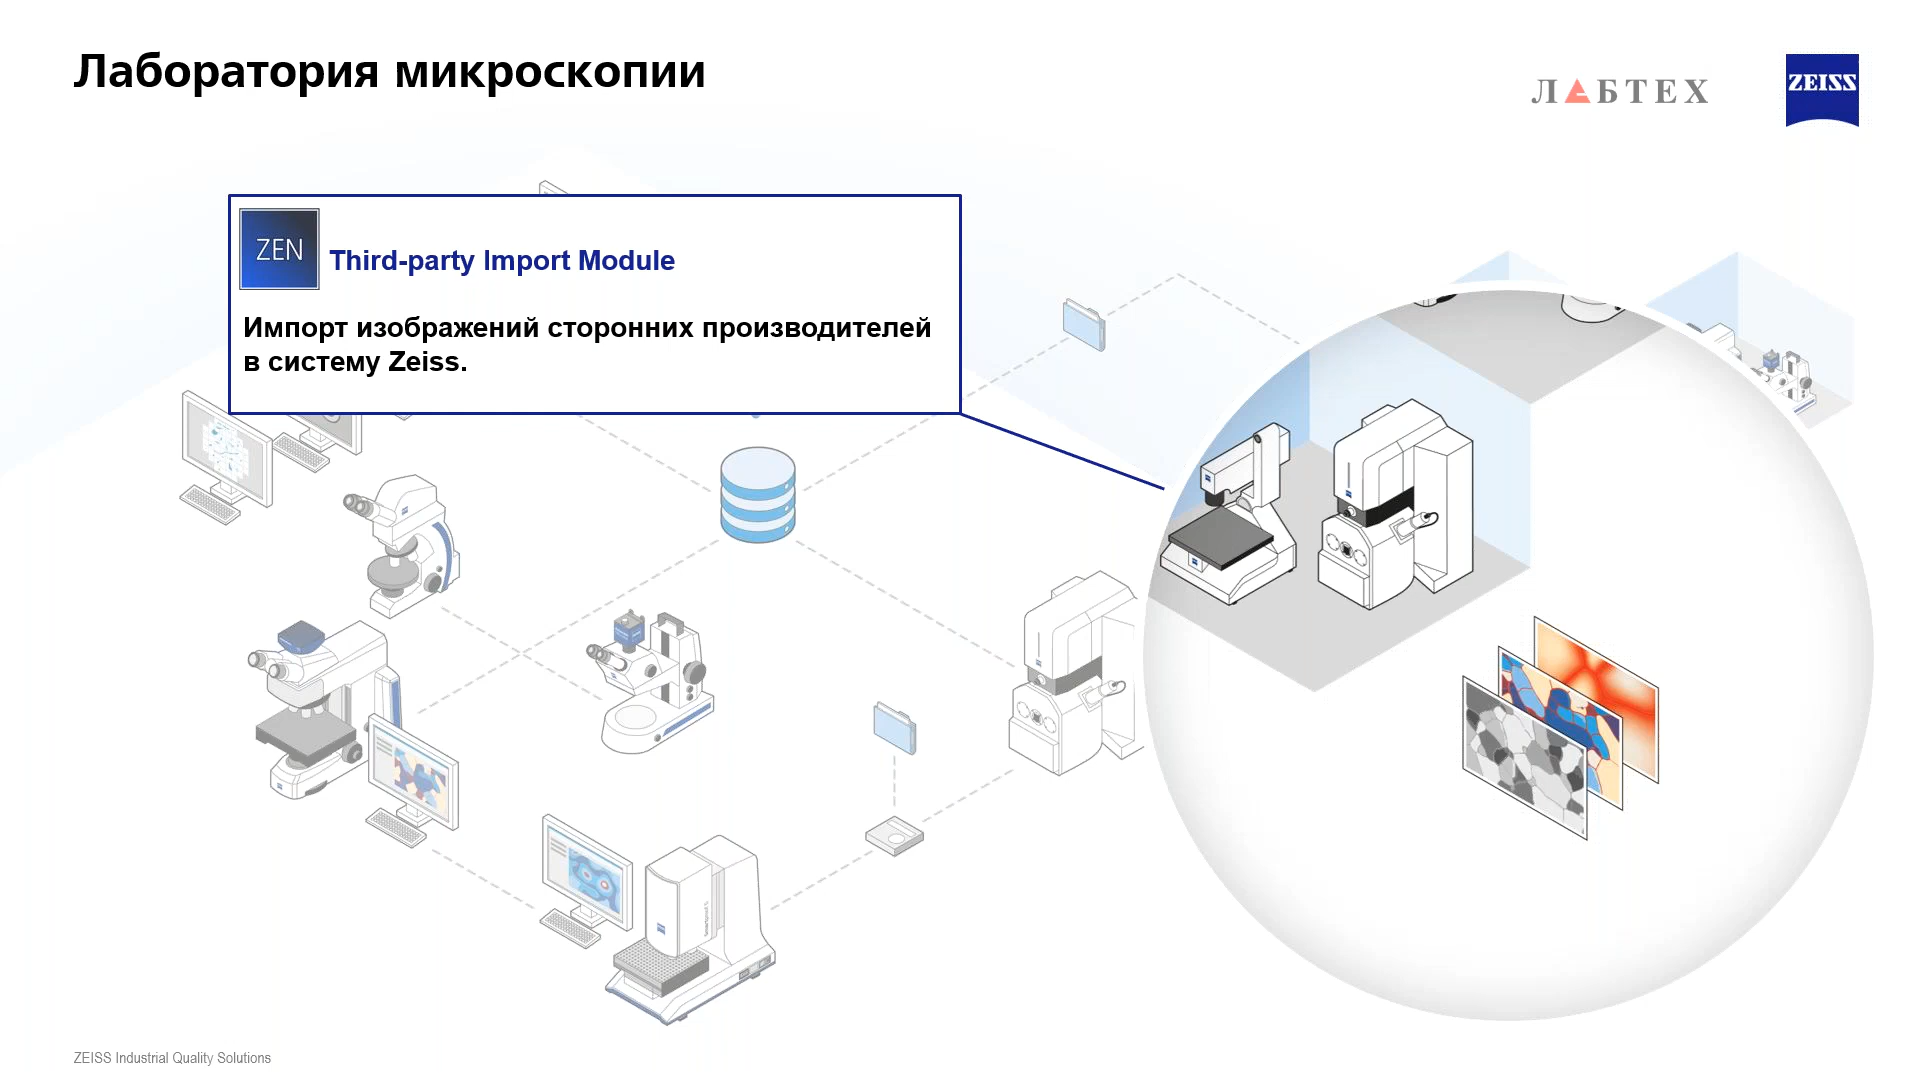 Лаборатория микроскопии
ЛАБТЕХ
ZEISS
ZEN
Third-party Import Module
Импорт изображений сторонних производителей
в систему Zeiss.
ZEISS Industrial Quality Solutions